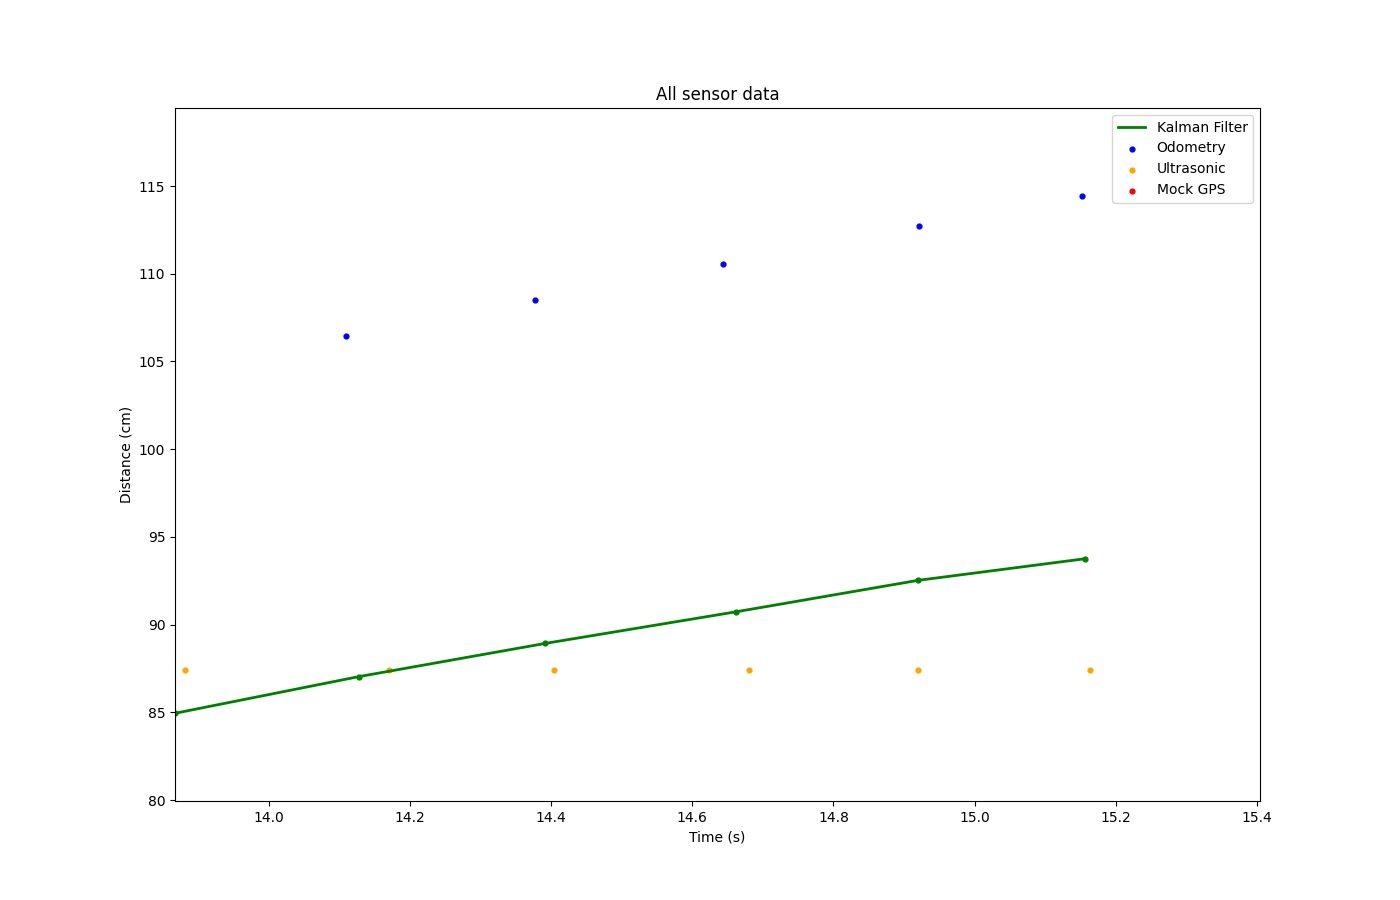 All sensor data
Kalman Filter
Odometry
Ultrasonic
Mock GPS
115
110
105
100
95
90
85
80
Distance (cm)
14.0 14.2 14.4 14.6 14.8 15.0 15.2 15.4
Time (s)